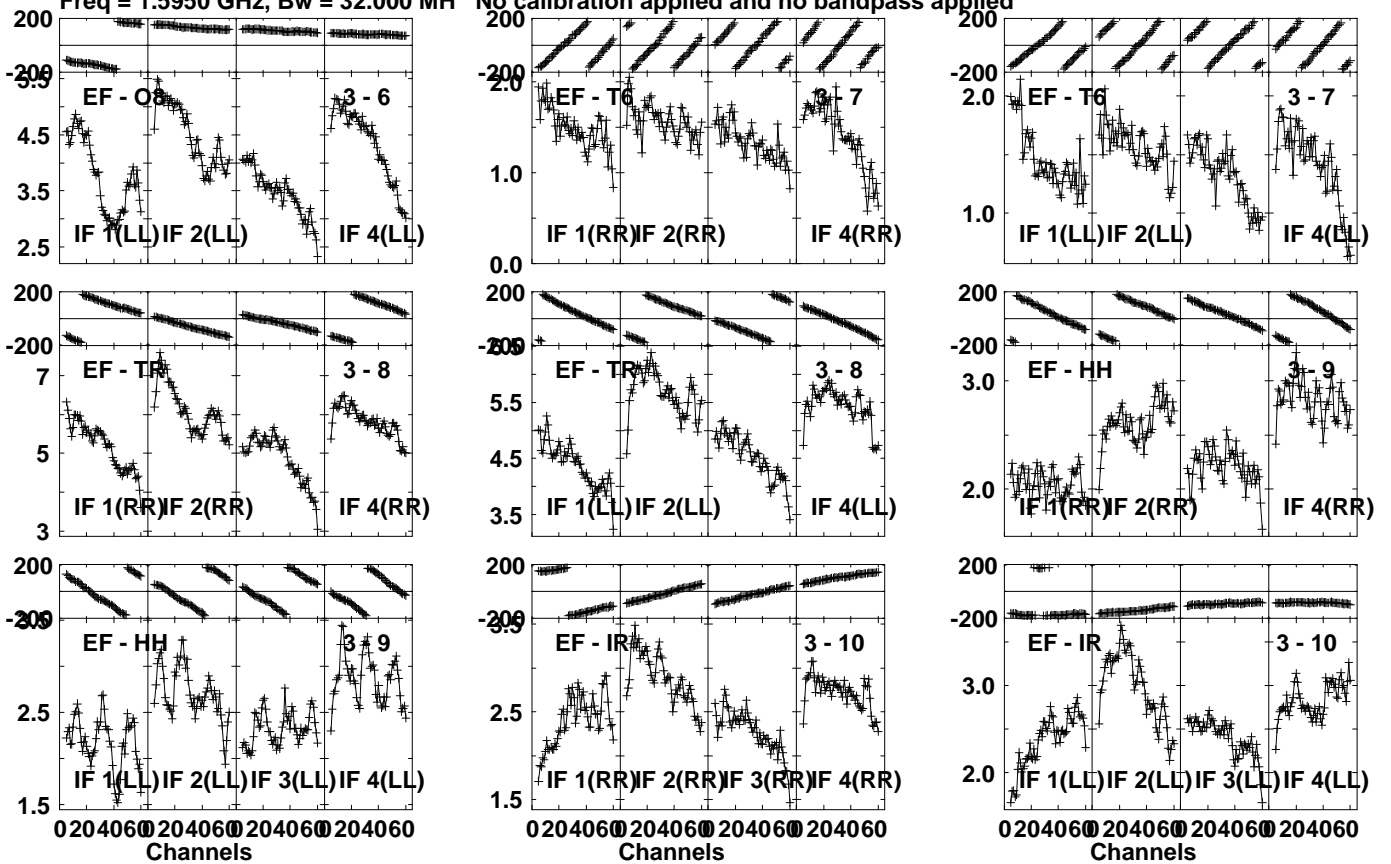 Freq = 1.5950 GHz, Bw = 32.000 MH No calibration applied and no bandpass applied
200
-200
5.5
4.5
3.5
2.5
EF - O8 3 - 6
IF 1(LL) IF 2(LL) IF 4(LL)
200
-200
2.0
1.0
0.0
EF - T6 3 - 7
IF 1(RR) IF 2(RR) IF 4(RR)
200
-200
2.0
1.0
EF - T6 3 - 7
IF 1(LL) IF 2(LL) IF 4(LL)
200
-200
7
5
3
EF - TR 3 - 8
IF 1(RR) IF 2(RR) IF 4(RR)
200
-200
6.5
5.5
4.5
3.5
EF - TR 3 - 8
IF 1(LL) IF 2(LL) IF 4(LL)
200
-200
3.0
2.0
EF - HH 3 - 9
IF 1(RR) IF 2(RR) IF 4(RR)
200
-200
3.5
2.5
1.5
EF - HH 3 - 9
IF 1(LL) IF 2(LL) IF 3(LL) IF 4(LL)
0 20 40 60 0 20 40 60 0 20 40 60 0 20 40 60
Channels
200
-200
3.5
2.5
1.5
EF - IR 3 - 10
IF 1(RR) IF 2(RR) IF 3(RR) IF 4(RR)
0 20 40 60 0 20 40 60 0 20 40 60 0 20 40 60
Channels
200
-200
3.0
2.0
EF - IR 3 - 10
IF 1(LL) IF 2(LL) IF 3(LL) IF 4(LL)
0 20 40 60 0 20 40 60 0 20 40 60 0 20 40 60
Channels